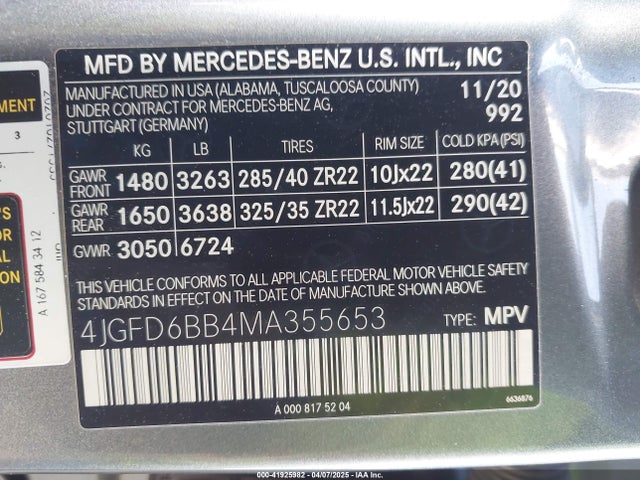 MFD BY MERCEDES-BENZ U.S. INTL., INC
MANUFACTURED IN USA (ALABAMA, TUSCALOOSA COUNTY) 11/20
UNDER CONTRACT FOR MERCEDES-BENZ AG, 992
STUTTGART (GERMANY)
KG LB TIRES RIM SIZE COLD KPA(PSI)
GAWR FRONT 1480 3263 285/40 ZR22 10Jx22 280(41)
GAWR REAR 1650 3638 325/35 ZR22 11.5Jx22 290(42)
GVWR 3050 6724
THIS VEHICLE CONFORMS TO ALL APPLICABLE FEDERAL MOTOR VEHICLE SAFETY
STANDARDS IN EFFECT ON THE DATE OF MANUFACTURE SHOWN ABOVE.
4JGFD6BB4MA355653 TYPE: MPV
A 000 817 52 04
6636876
A 167 584 34 12
3
000-41925982 - 04/07/2025 - IAA, Inc.